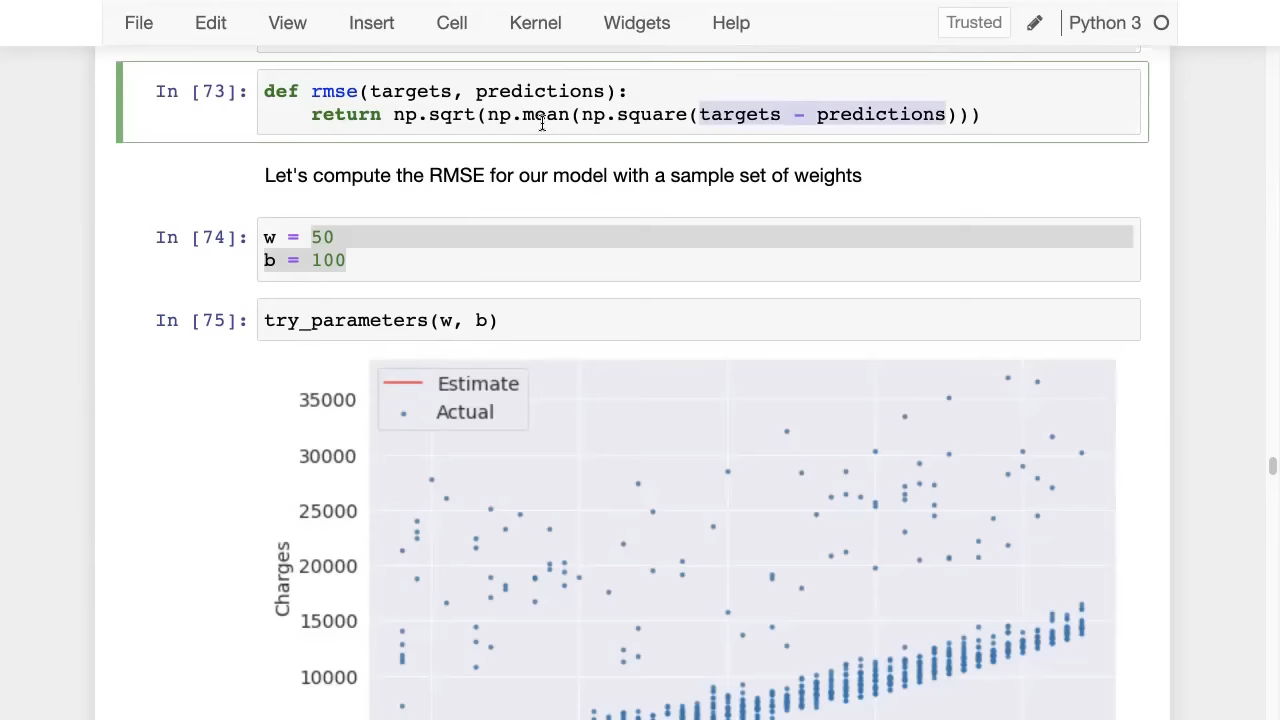 File Edit View Insert Cell Kernel Widgets Help Trusted Python 3
In [73]: def rmse(targets, predictions):
return np.sqrt(np.mean(np.square(targets - predictions)))
Let's compute the RMSE for our model with a sample set of weights
In [74]: w = 50
b = 100
In [75]: try_parameters(w, b)
Estimate
Actual
35000
30000
25000
20000
15000
10000
Charges